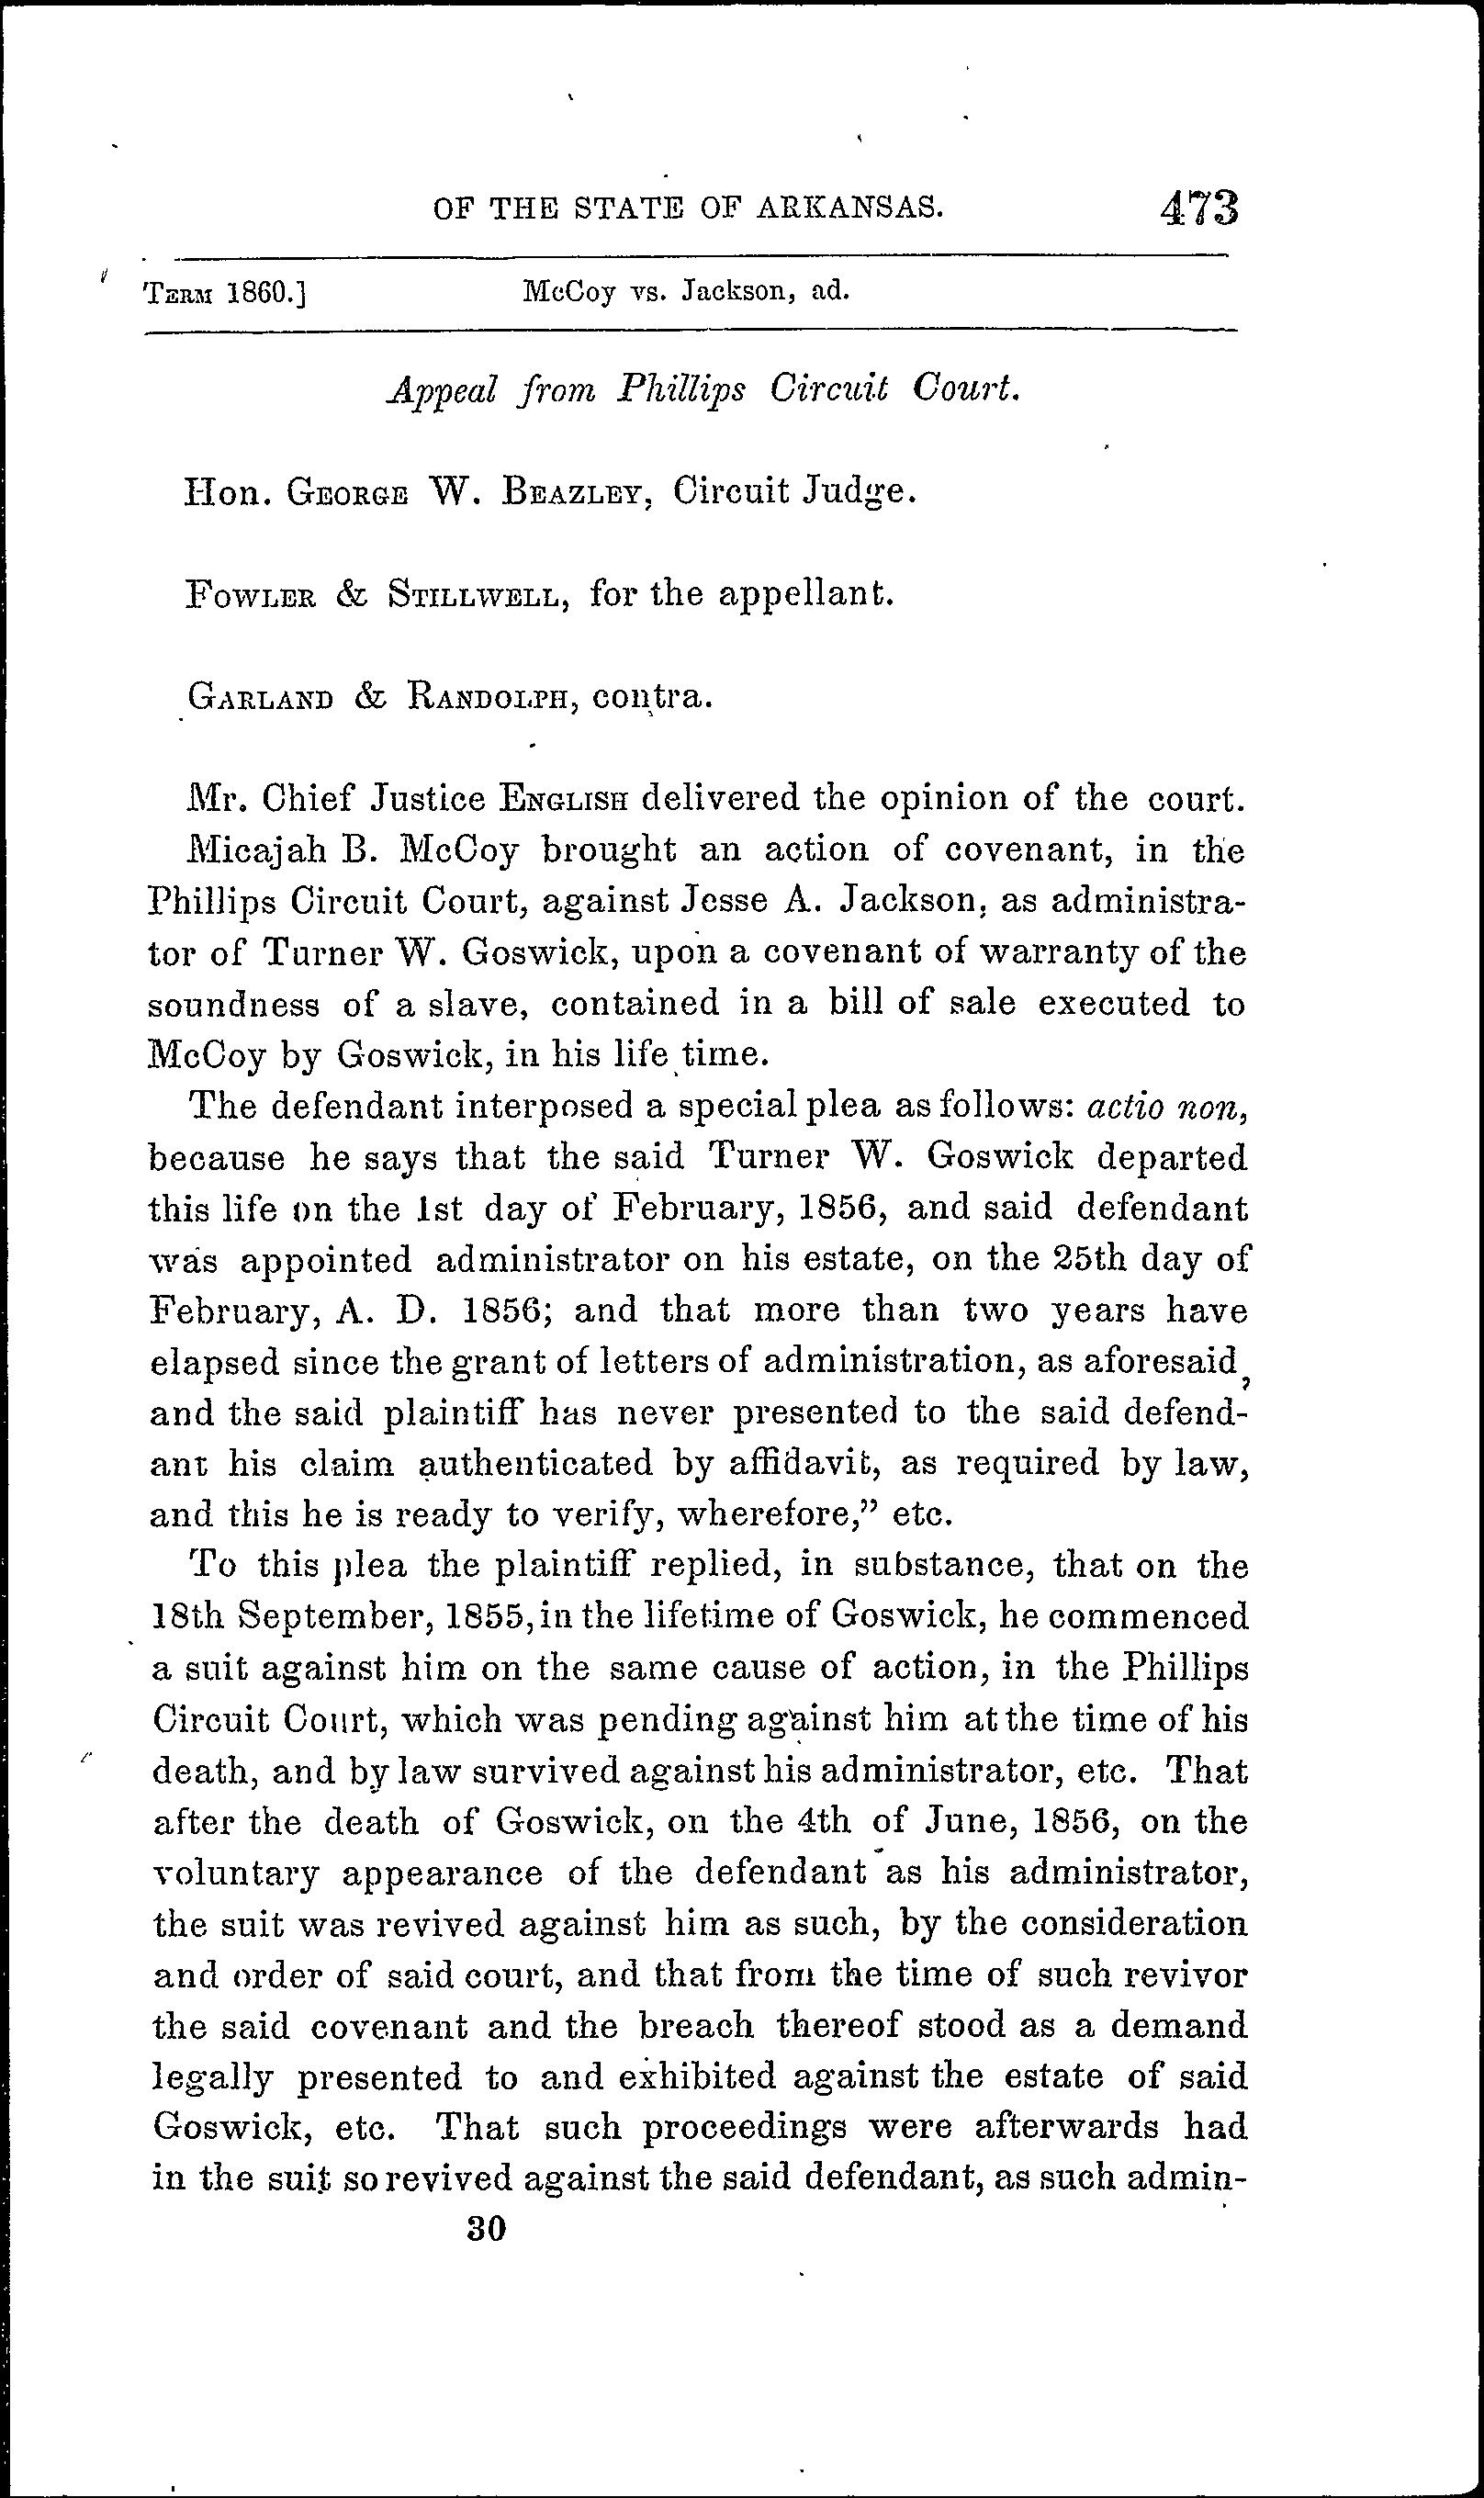 OF THE STATE OF ARKANSAS. 473
TERM 1860.] McCoy vs. Jackson, ad.
Appeal from Phillips Circuit Court.
Hon. GEORGE W. BEAZLEY, Circuit Judge.
FOWLER & STILLWELL, for the appellant.
GARLAND & RANDOLPH, contra.
Mr. Chief Justice ENGLISH delivered the opinion of the court.
Micajah B. McCoy brought an action of covenant, in the
Phillips Circuit Court, against Jesse A. Jackson, as administra-
tor of Turner W. Goswick, upon a covenant of warranty of the
soundness of a slave, contained in a bill of sale executed to
McCoy by Goswick, in his life time.
The defendant interposed a special plea as follows: actio non,
because he says that the said Turner W. Goswick departed
this life on the 1st day of February, 1856, and said defendant
was appointed administrator on his estate, on the 25th day of
February, A. D. 1856; and that more than two years have
elapsed since the grant of letters of administration, as aforesaid,
and the said plaintiff has never presented to the said defend-
ant his claim authenticated by affidavit, as required by law,
and this he is ready to verify, wherefore," etc.
To this plea the plaintiff replied, in substance, that on the
18th September, 1855, in the lifetime of Goswick, he commenced
a suit against him on the same cause of action, in the Phillips
Circuit Court, which was pending against him at the time of his
death, and by law survived against his administrator, etc. That
after the death of Goswick, on the 4th of June, 1856, on the
voluntary appearance of the defendant as his administrator,
the suit was revived against him as such, by the consideration
and order of said court, and that from the time of such revivor
the said covenant and the breach thereof stood as a demand
legally presented to and exhibited against the estate of said
Goswick, etc. That such proceedings were afterwards had
in the suit so revived against the said defendant, as such admin-
30